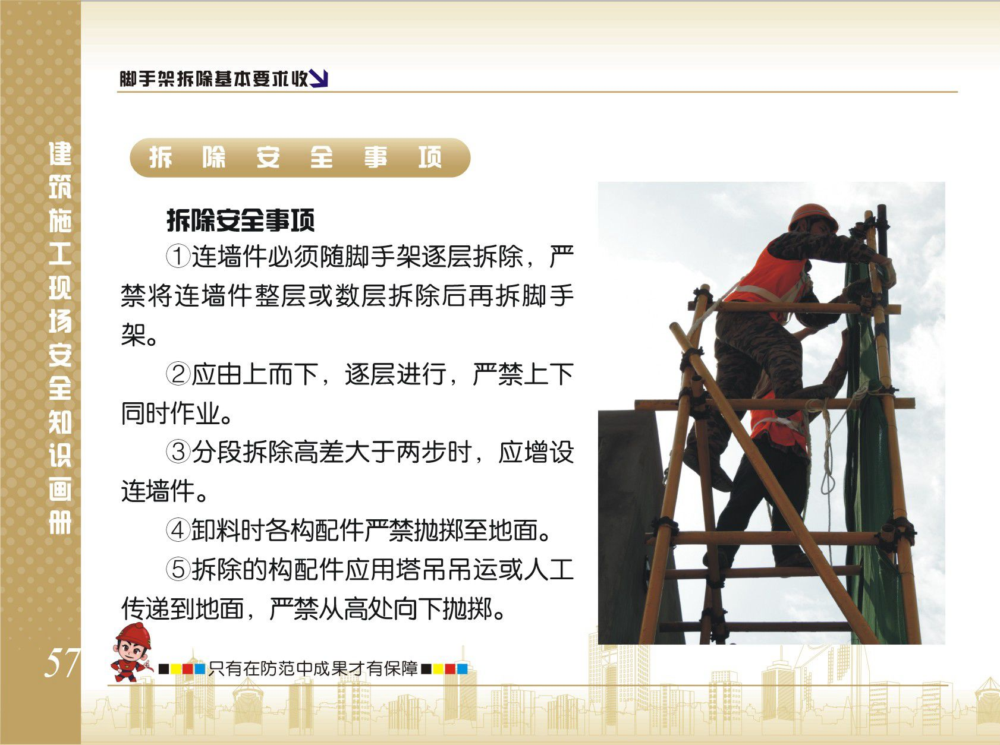 脚手架拆除基本要求收
拆除安全事项
拆除安全事项
①连墙件必须随脚手架逐层拆除，严
禁将连墙件整层或数层拆除后再拆脚手
架。
②应由上而下，逐层进行，严禁上下
同时作业。
③分段拆除高差大于两步时，应增设
连墙件。
④卸料时各构配件严禁抛掷至地面。
⑤拆除的构配件应用塔吊吊运或人工
传递到地面，严禁从高处向下抛掷。
只有在防范中成果才有保障
建筑施工现场安全知识画册
57